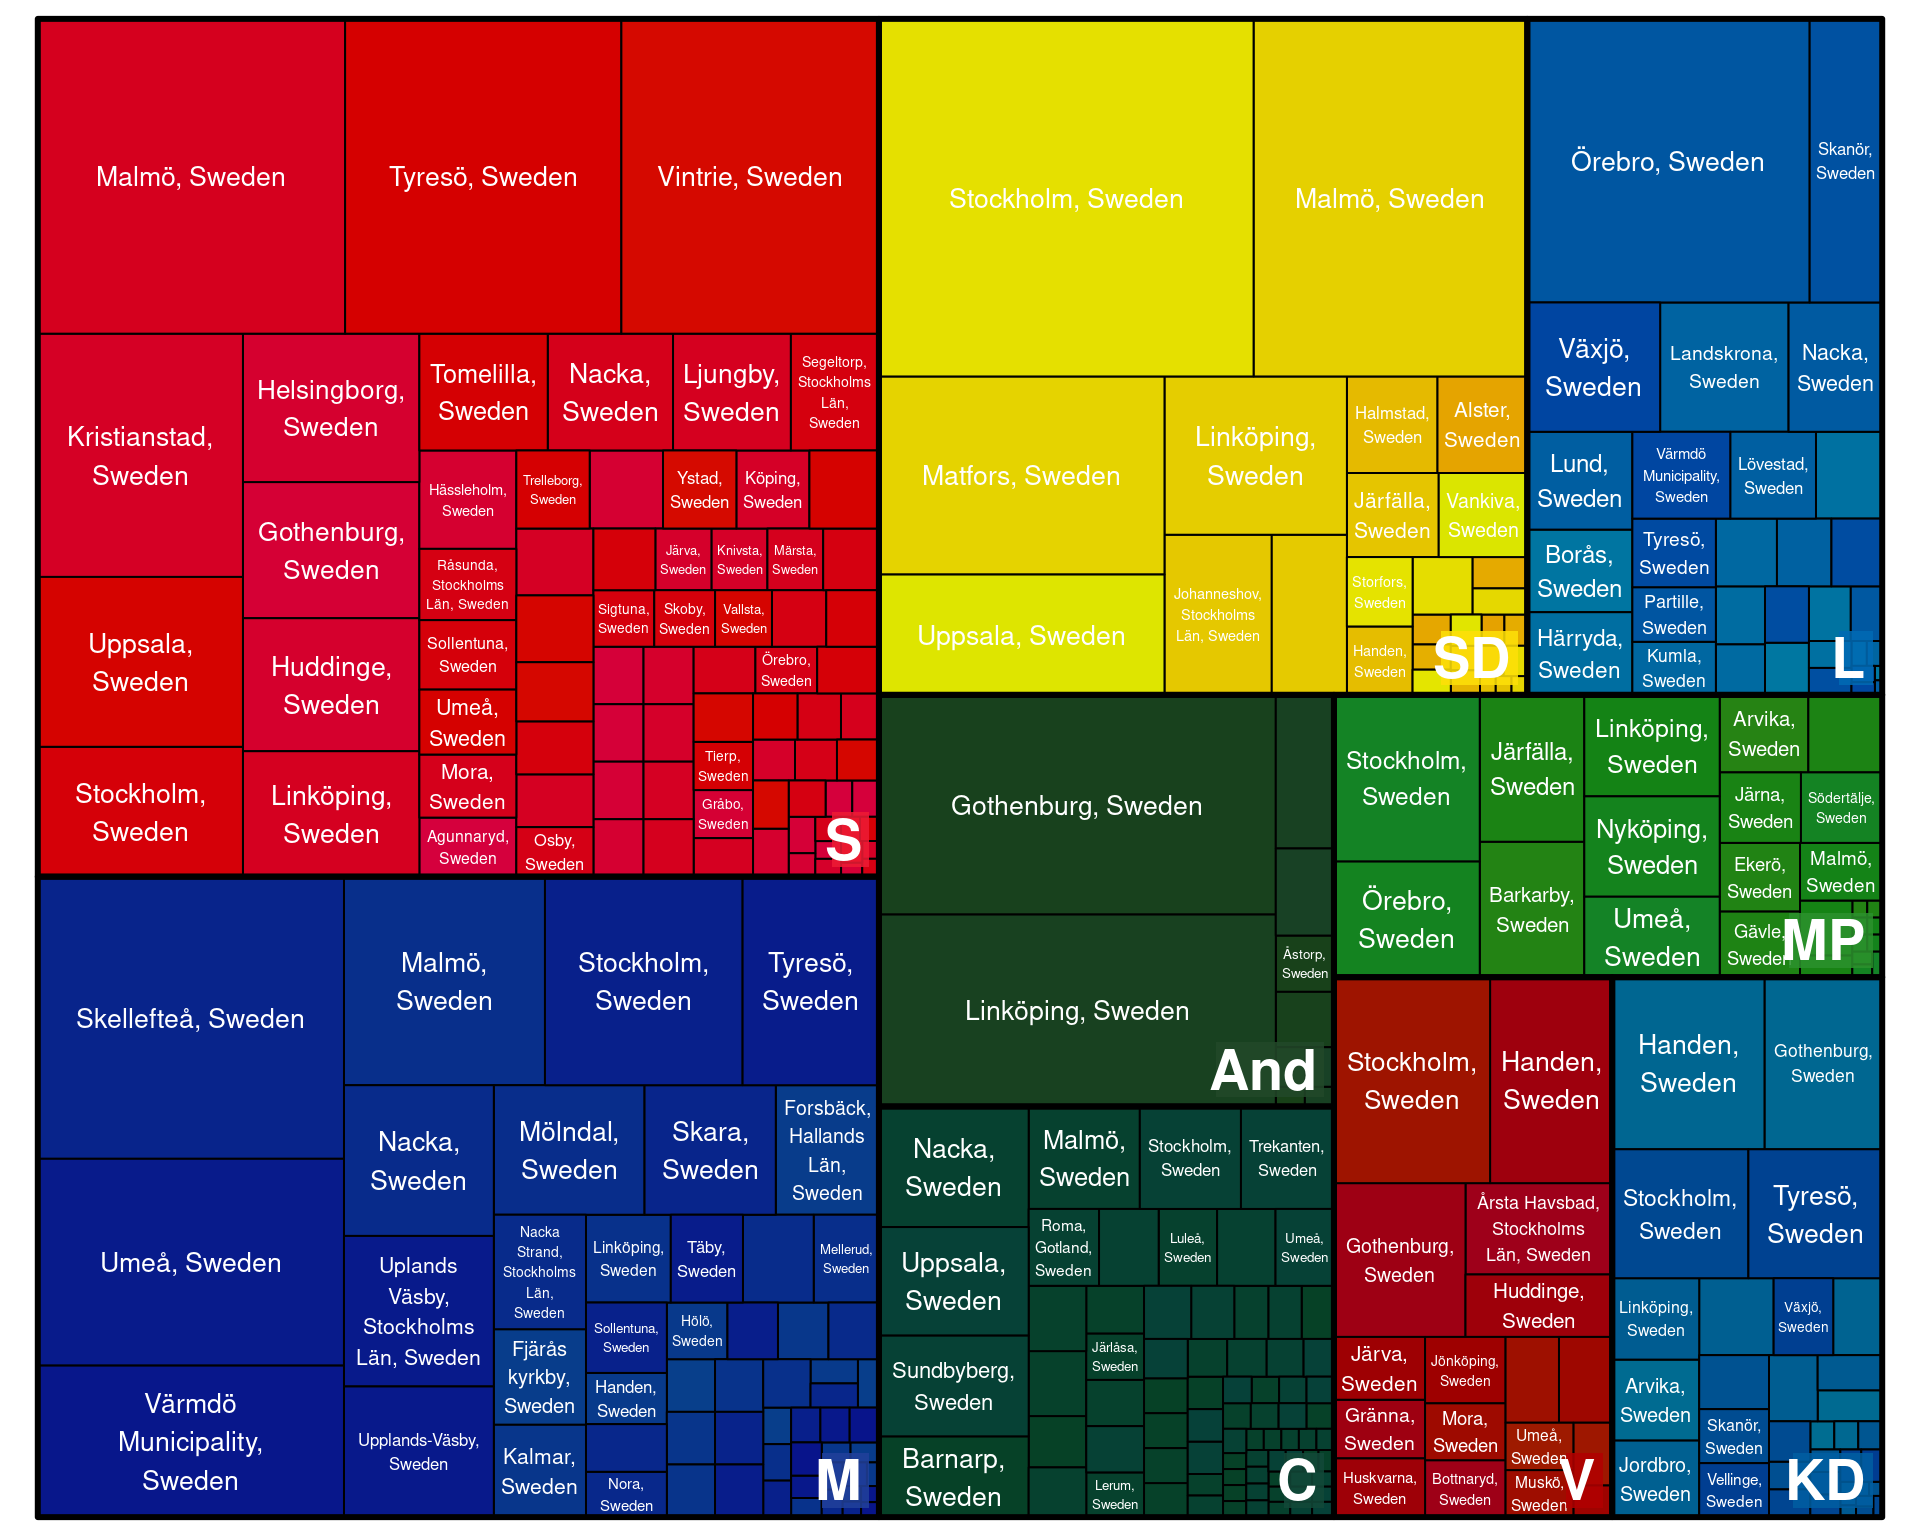 Malmö, Sweden
Tyresö, Sweden
Vintrie, Sweden
Kristianstad,
Sweden
Uppsala,
Sweden
Stockholm,
Sweden
Helsingborg,
Sweden
Gothenburg,
Sweden
Huddinge,
Sweden
Linköping,
Sweden
Tomelilla,
Sweden
Nacka,
Sweden
Ljungby,
Sweden
Segeltorp,
Stockholms
Län,
Sweden
Hässleholm,
Sweden
Råsunda,
Stockholms
Län, Sweden
Sollentuna,
Sweden
Umeå,
Sweden
Mora,
Sweden
Agunnaryd,
Sweden
Trelleborg,
Sweden
Ystad,
Sweden
Köping,
Sweden
Järva,
Sweden
Knivsta,
Sweden
Märsta,
Sweden
Sigtuna,
Sweden
Skoby,
Sweden
Vallsta,
Sweden
Örebro,
Sweden
Tierp,
Sweden
Gråbo,
Sweden
Osby,
Sweden
S
Stockholm, Sweden
Malmö, Sweden
Matfors, Sweden
Uppsala, Sweden
Linköping,
Sweden
Johanneshov,
Stockholms
Län, Sweden
Halmstad,
Sweden
Alster,
Sweden
Järfälla,
Sweden
Vankiva,
Sweden
Storfors,
Sweden
Handen,
Sweden
SD
Örebro, Sweden
Skanör,
Sweden
Växjö,
Sweden
Landskrona,
Sweden
Nacka,
Sweden
Lund,
Sweden
Borås,
Sweden
Härryda,
Sweden
Värmdö
Municipality,
Sweden
Lövestad,
Sweden
Tyresö,
Sweden
Partille,
Sweden
Kumla,
Sweden
L
Skellefteå, Sweden
Umeå, Sweden
Värmdö
Municipality,
Sweden
Malmö,
Sweden
Stockholm,
Sweden
Tyresö,
Sweden
Nacka,
Sweden
Uplands
Väsby,
Stockholms
Län, Sweden
Upplands-Väsby,
Sweden
Mölndal,
Sweden
Skara,
Sweden
Forsbäck,
Hallands
Län,
Sweden
Nacka
Strand,
Stockholms
Län,
Sweden
Fjärås
kyrkby,
Sweden
Kalmar,
Sweden
Linköping,
Sweden
Täby,
Sweden
Mellerud,
Sweden
Sollentuna,
Sweden
Hölö,
Sweden
Handen,
Sweden
Nora,
Sweden
M
Gothenburg, Sweden
Linköping, Sweden
Åstorp,
Sweden
And
Nacka,
Sweden
Uppsala,
Sweden
Sundbyberg,
Sweden
Barnarp,
Sweden
Malmö,
Sweden
Stockholm,
Sweden
Trekanten,
Sweden
Roma,
Gotland,
Sweden
Luleå,
Sweden
Umeå,
Sweden
Järlåsa,
Sweden
Lerum,
Sweden
C
Stockholm,
Sweden
Örebro,
Sweden
Järfälla,
Sweden
Barkarby,
Sweden
Linköping,
Sweden
Nyköping,
Sweden
Umeå,
Sweden
Arvika,
Sweden
Järna,
Sweden
Södertälje,
Sweden
Ekerö,
Sweden
Malmö,
Sweden
Gävle,
Sweden
MP
Stockholm,
Sweden
Handen,
Sweden
Gothenburg,
Sweden
Årsta Havsbad,
Stockholms
Län, Sweden
Huddinge,
Sweden
Järva,
Sweden
Gränna,
Sweden
Huskvarna,
Sweden
Jönköping,
Sweden
Mora,
Sweden
Bottnaryd,
Sweden
Umeå,
Sweden
Muskö,
Sweden
V
Handen,
Sweden
Gothenburg,
Sweden
Stockholm,
Sweden
Tyresö,
Sweden
Linköping,
Sweden
Växjö,
Sweden
Arvika,
Sweden
Jordbro,
Sweden
Skanör,
Sweden
Vellinge,
Sweden
KD